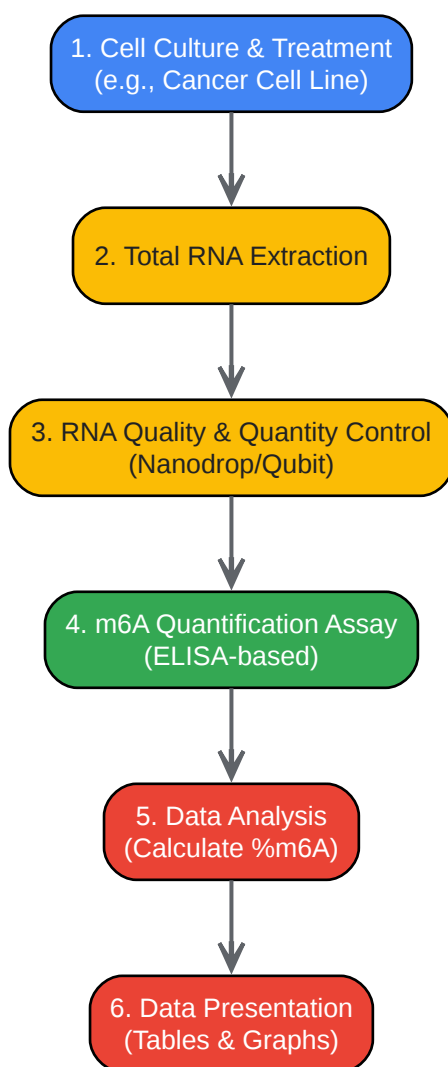 1. Cell Culture & Treatment
(e.g., Cancer Cell Line)
2. Total RNA Extraction
3. RNA Quality & Quantity Control
(Nanodrop/Qubit)
4. m6A Quantification Assay
(ELISA-based)
5. Data Analysis
(Calculate %m6A)
6. Data Presentation
(Tables & Graphs)